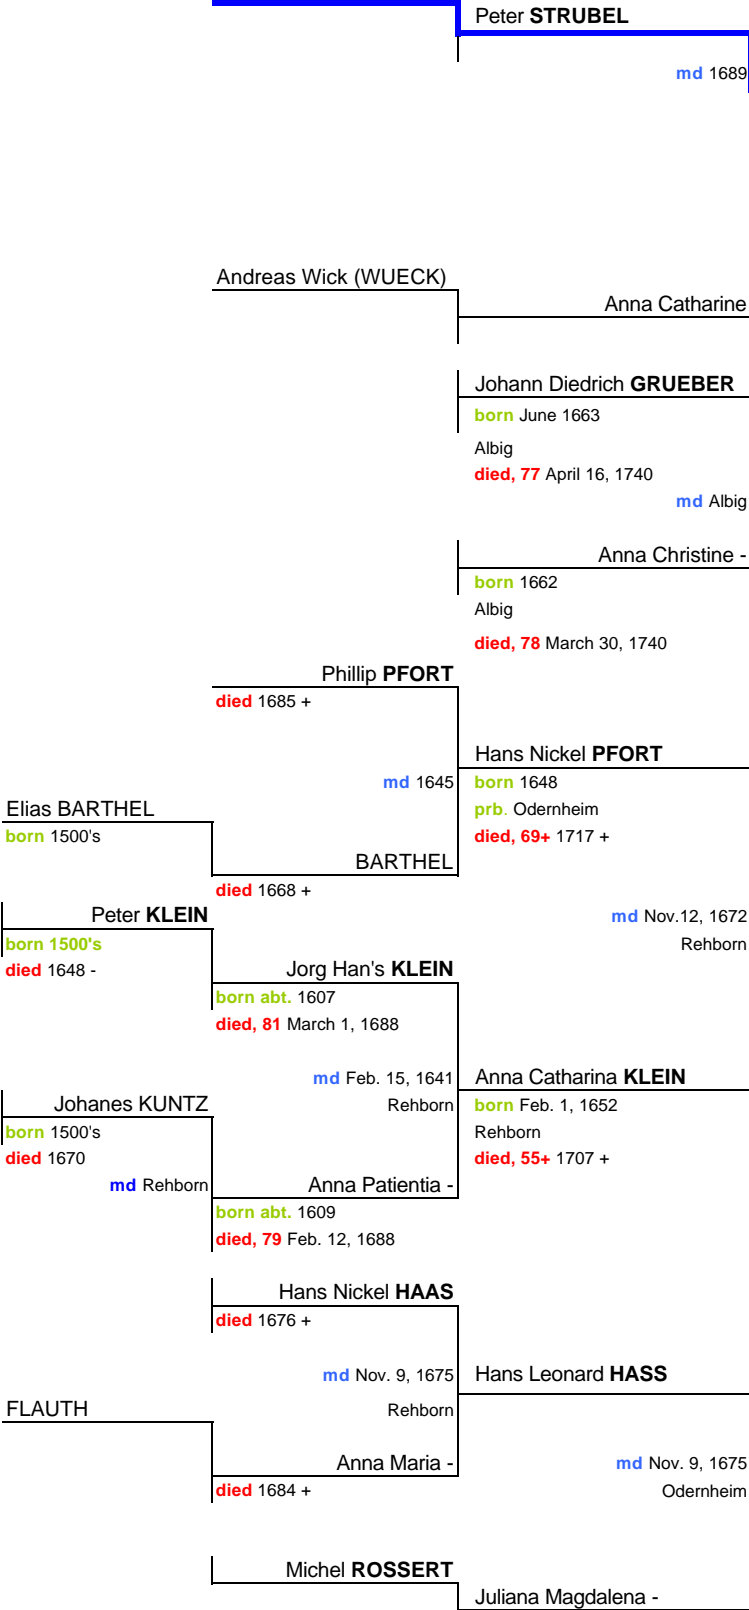 Peter STRUBEL
md 1689
Andreas Wick (WUECK)
Anna Catharine
Johann Diedrich GRUEBER
born June 1663
Albig
died, 77 April 16, 1740
md Albig
Anna Christine -
born 1662
Albig
died, 78 March 30, 1740
Phillip PFORT
died 1685 +
Hans Nickel PFORT
md 1645
born 1648
Elias BARTHEL
prb. Odernheim
born 1500's
died, 69+ 1717 +
BARTHEL
died 1668 +
Peter KLEIN
md Nov.12, 1672
born 1500's
Rehborn
died 1648 -
Jorg Han's KLEIN
born abt. 1607
died, 81 March 1, 1688
md Feb. 15, 1641
Anna Catharina KLEIN
Johanes KUNTZ
Rehborn
born Feb. 1, 1652
born 1500's
Rehborn
died 1670
died, 55+ 1707 +
md Rehborn
Anna Patientia -
born abt. 1609
died, 79 Feb. 12, 1688
Hans Nickel HAAS
died 1676 +
md Nov. 9, 1675
Hans Leonard HASS
FLAUTH
Rehborn
Anna Maria -
md Nov. 9, 1675
died 1684 +
Odernheim
Michel ROSSERT
Juliana Magdalena -